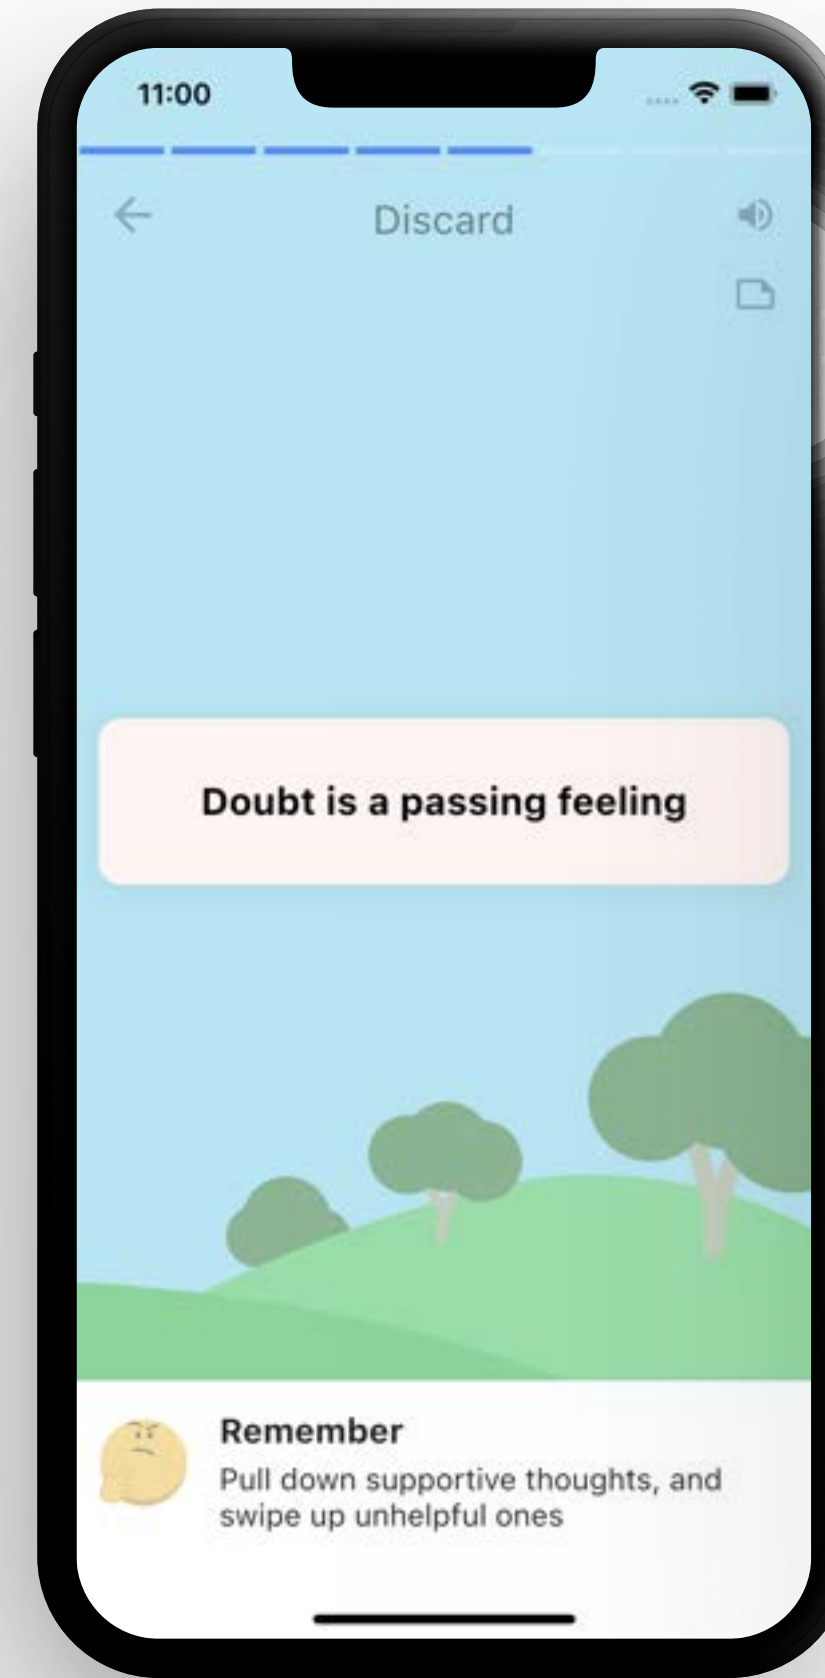 11:00
Discard
Doubt is a passing feeling
Remember
Pull down supportive thoughts, and
swipe up unhelpful ones